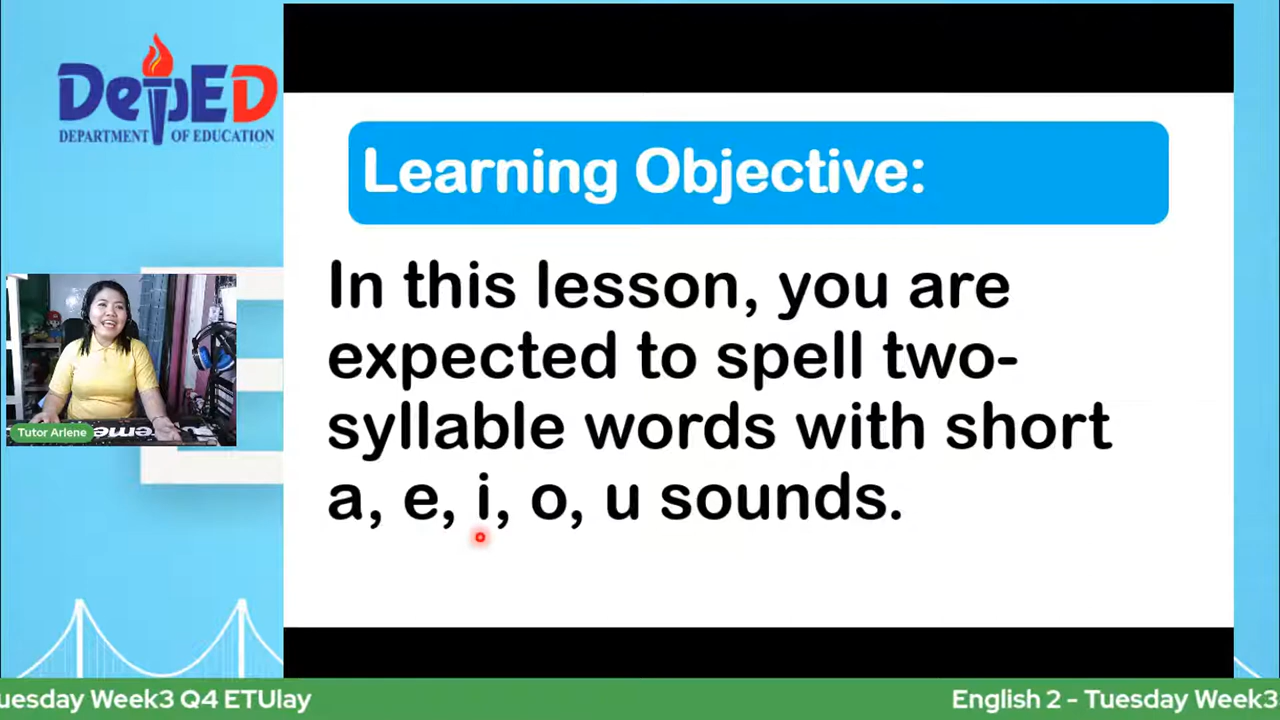 DepED
DEPARTMENT OF EDUCATION
Learning Objective:
In this lesson, you are
expected to spell two-
syllable words with short
a, e, i, o, u sounds.
Tutor Arlene
uesday Week3 Q4 ETUlay
English 2 - Tuesday Week3